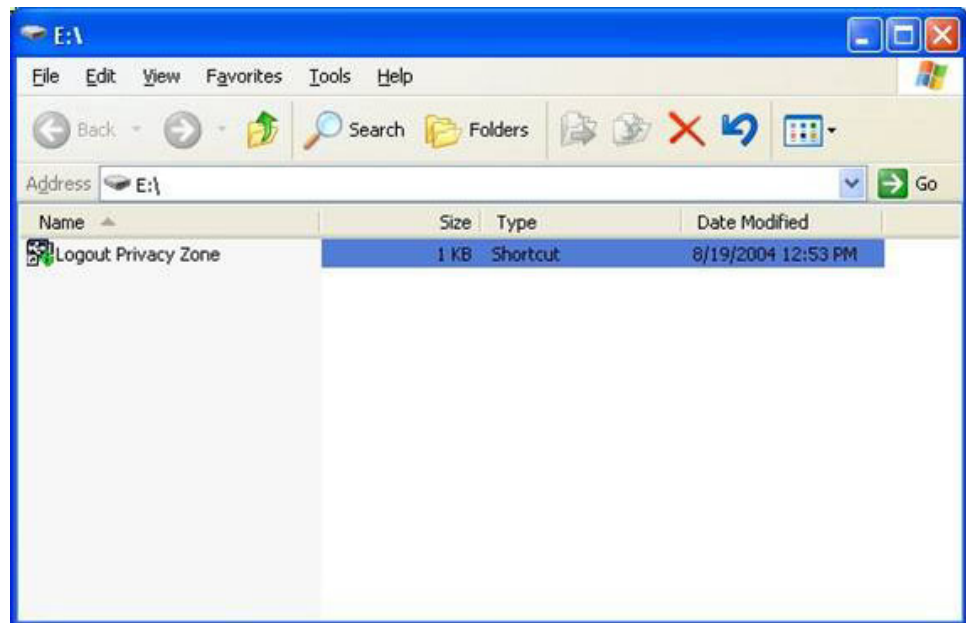 E:\
File Edit View Favorites Tools Help
Back Search Folders
Address E:\ Go
Name Size Type Date Modified
Logout Privacy Zone 1 KB Shortcut 8/19/2004 12:53 PM